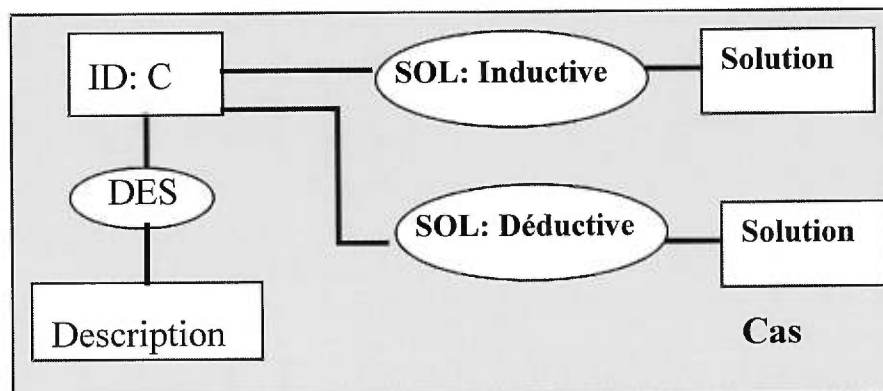 ID: C
SOL: Inductive
Solution
DES
SOL: Déductive
Solution
Description
Cas